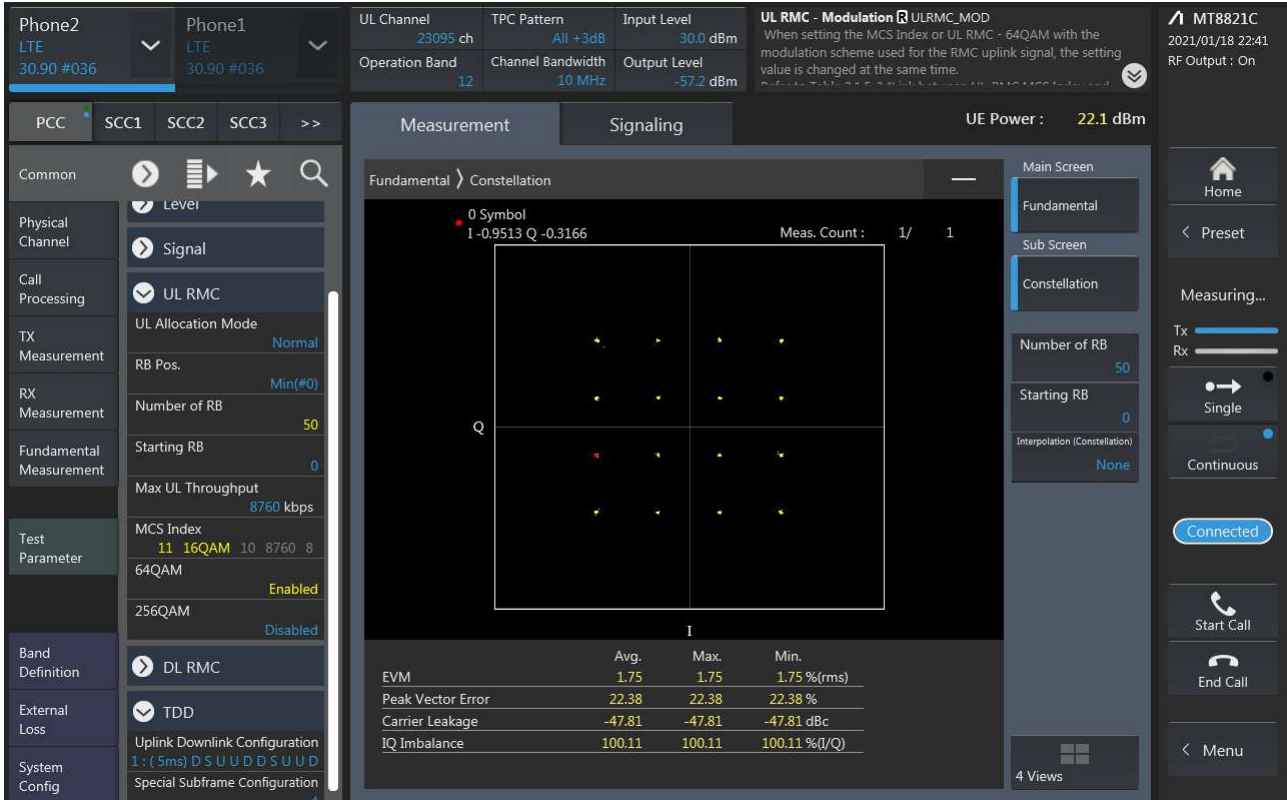 Phone2
LTE
30.90 #036
Phone1
LTE
30.90 #036
UL Channel
23095 ch
TPC Pattern
All +3dB
Input Level
30.0 dBm
Operation Band
12
Channel Bandwidth
10 MHz
Output Level
-57.2 dBm
UL RMC - Modulation R ULRMC_MOD
When setting the MCS Index or UL RMC - 64QAM with the
modulation scheme used for the RMC uplink signal, the setting
value is changed at the same time.
MT8821C
2021/01/18 22:41
RF Output : On
PCC SCC1 SCC2 SCC3 >>
Measurement Signaling
UE Power : 22.1 dBm
Common
Physical
Channel
Call
Processing
TX
Measurement
RX
Measurement
Fundamental
Measurement
Test
Parameter
Band
Definition
External
Loss
System
Config
Level
Signal
UL RMC
UL Allocation Mode
Normal
RB Pos.
Min(#0)
Number of RB
50
Starting RB
0
Max UL Throughput
8760 kbps
MCS Index
11 16QAM 10 8760 8
64QAM
Enabled
256QAM
Disabled
DL RMC
TDD
Uplink Downlink Configuration
1 : ( 5ms) D S U U D D S U U D
Special Subframe Configuration
Fundamental 〉 Constellation
0 Symbol
I -0.9513 Q -0.3166
Meas. Count : 1/ 1
Q
I
Avg. Max. Min.
EVM 1.75 1.75 1.75 %(rms)
Peak Vector Error 22.38 22.38 22.38 %
Carrier Leakage -47.81 -47.81 -47.81 dBc
IQ Imbalance 100.11 100.11 100.11 %(I/Q)
Main Screen
Fundamental
Sub Screen
Constellation
Number of RB
50
Starting RB
0
Interpolation (Constellation)
None
4 Views
Home
< Preset
Measuring...
Tx
Rx
Single
Continuous
Connected
Start Call
End Call
< Menu